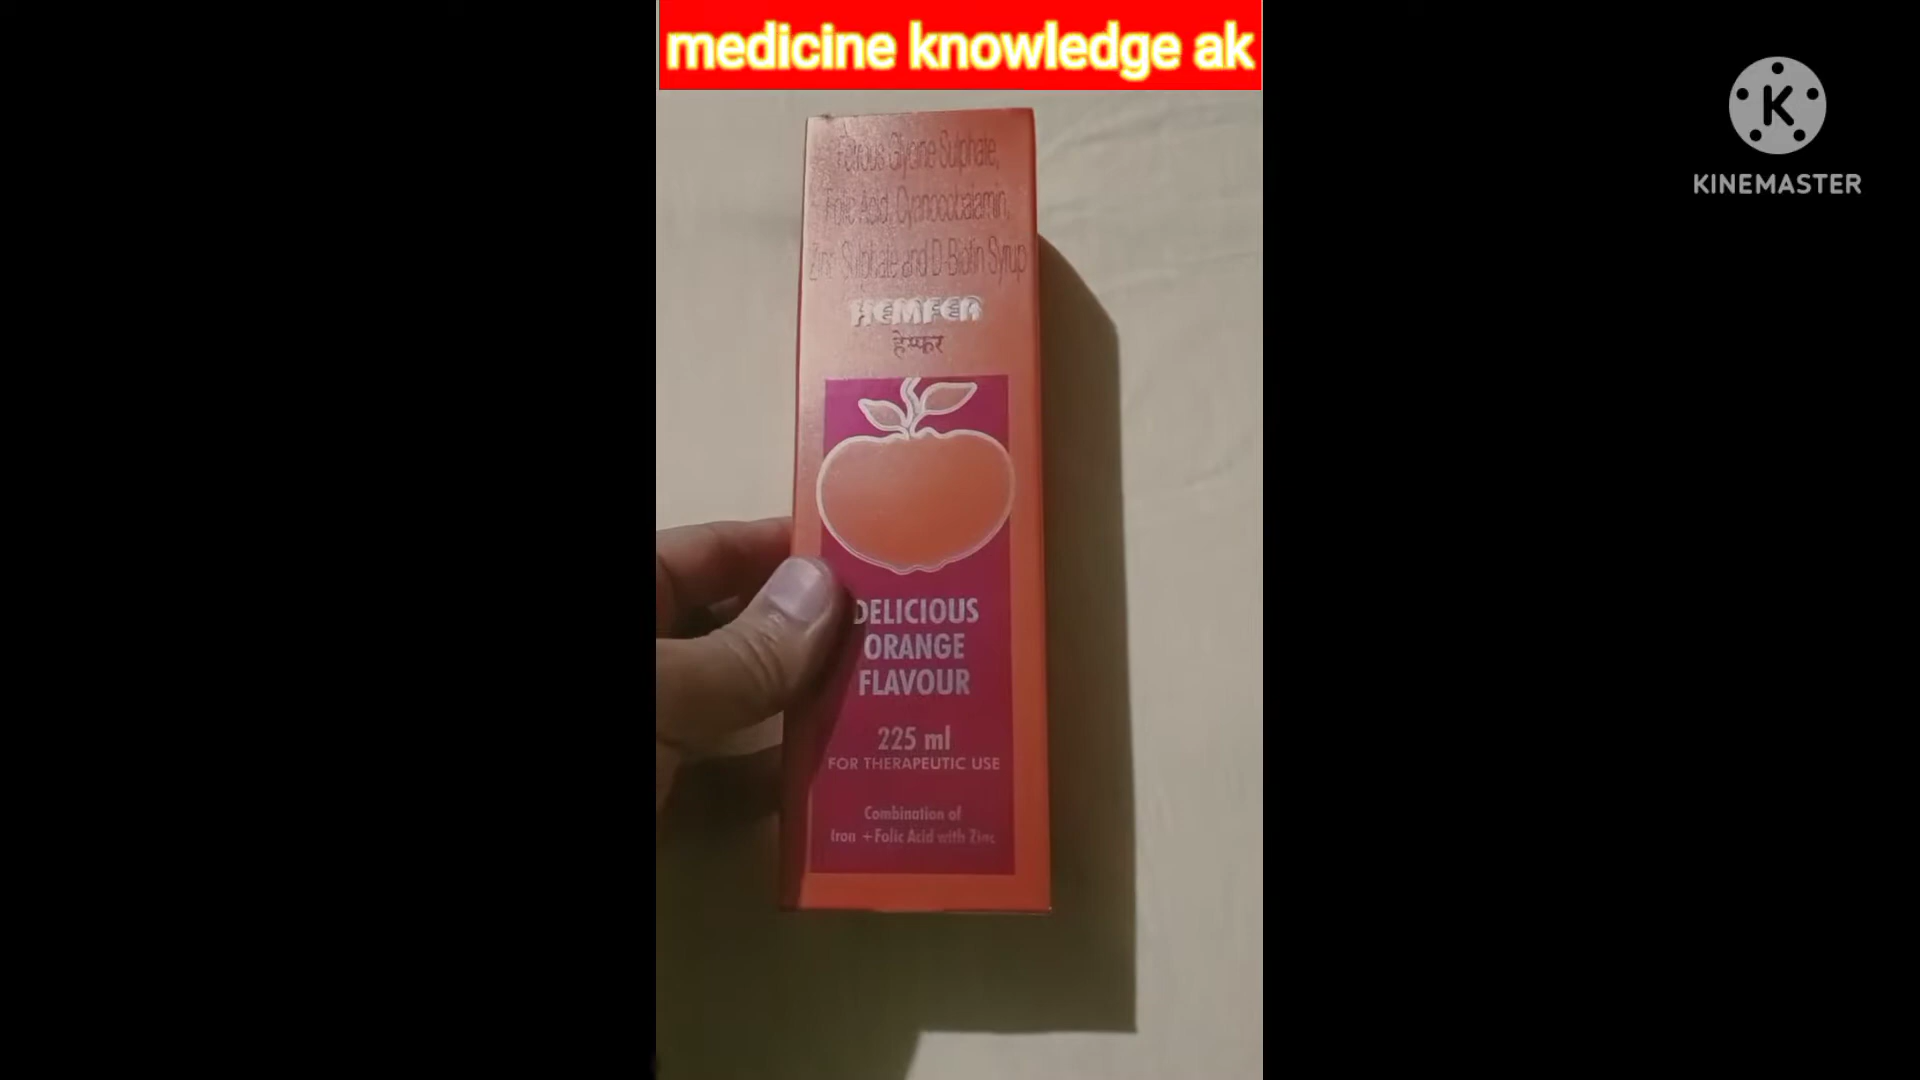 medicine knowledge ak
KINEMASTER
Ferrous Glycine Sulphate,
Folic Acid, Cyanocobalamin,
Zinc Sulphate and D-Biotin Syrup
HEMFER
हेम्फर
DELICIOUS
ORANGE
FLAVOUR
225 ml
FOR THERAPEUTIC USE
Combination of
Iron + Folic Acid with Zinc